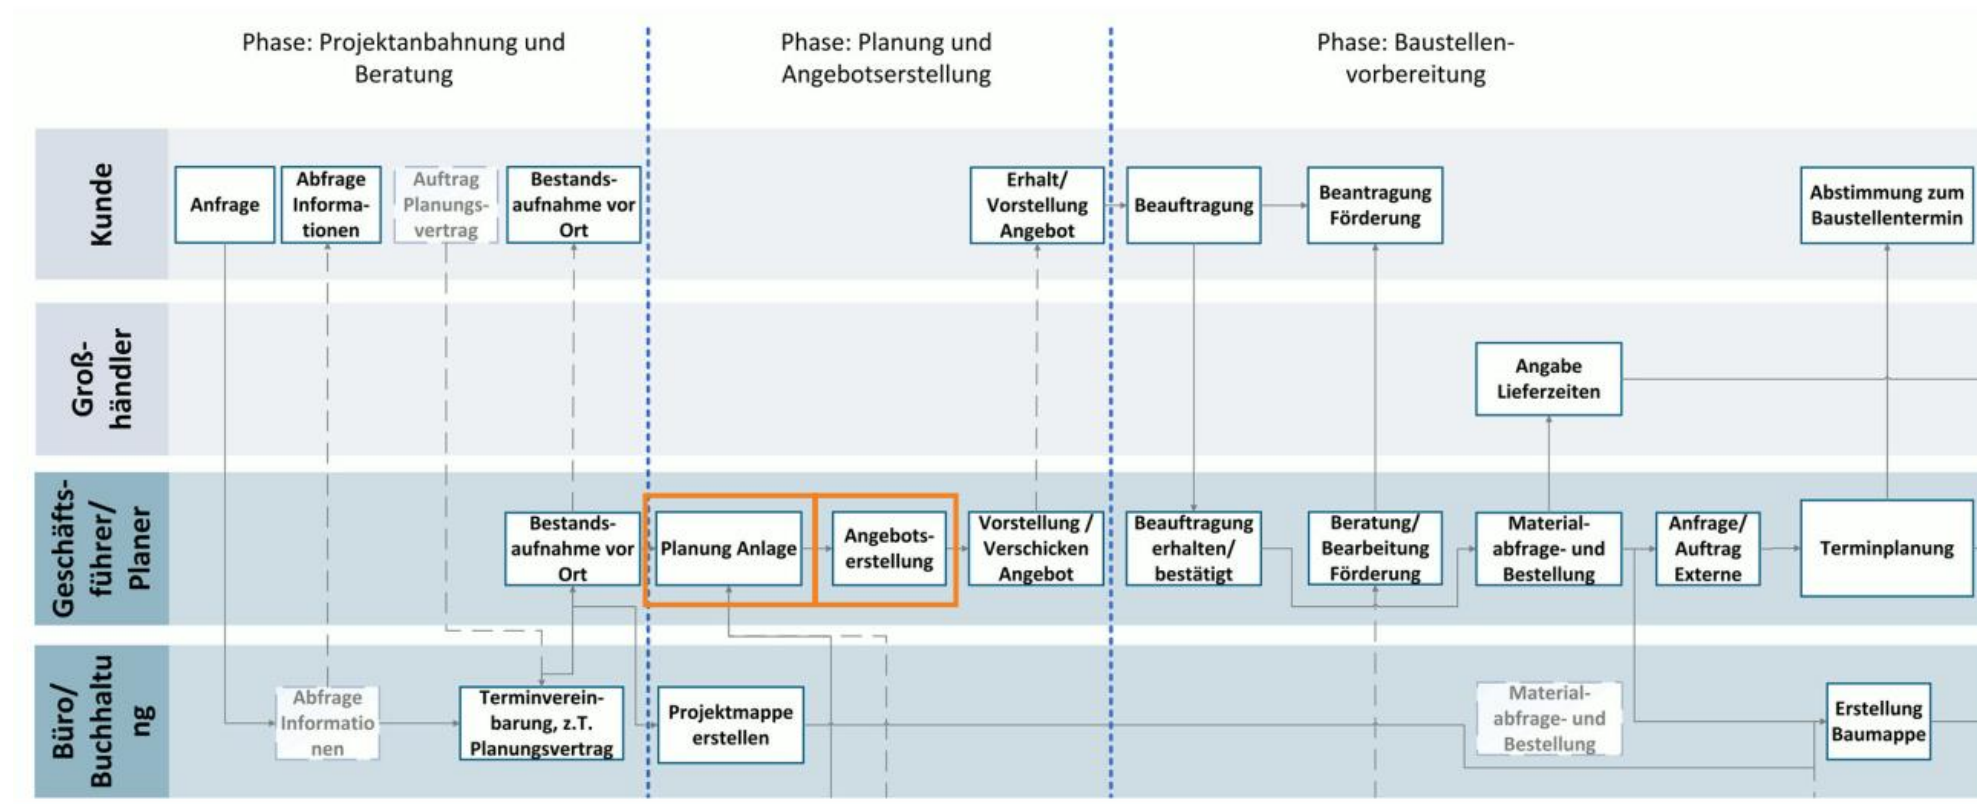 Phase: Projektanbahnung und
Beratung
Phase: Planung und
Angebotserstellung
Phase: Baustellen-
vorbereitung
Kunde
Anfrage
Abfrage
Informa-
tionen
Auftrag
Planungs-
vertrag
Bestands-
aufnahme vor
Ort
Erhalt/
Vorstellung
Angebot
Beauftragung
Beantragung
Förderung
Abstimmung zum
Baustellentermin
Groß-
händler
Angabe
Lieferzeiten
Geschäfts-
führer/
Planer
Bestands-
aufnahme vor
Ort
Planung Anlage
Angebots-
erstellung
Vorstellung /
Verschicken
Angebot
Beauftragung
erhalten/
bestätigt
Beratung/
Bearbeitung
Förderung
Material-
abfrage- und
Bestellung
Anfrage/
Auftrag
Externe
Terminplanung
Büro/
Buchhaltu
ng
Abfrage
Informatio
nen
Terminverein-
barung, z.T.
Planungsvertrag
Projektmappe
erstellen
Material-
abfrage- und
Bestellung
Erstellung
Baumappe